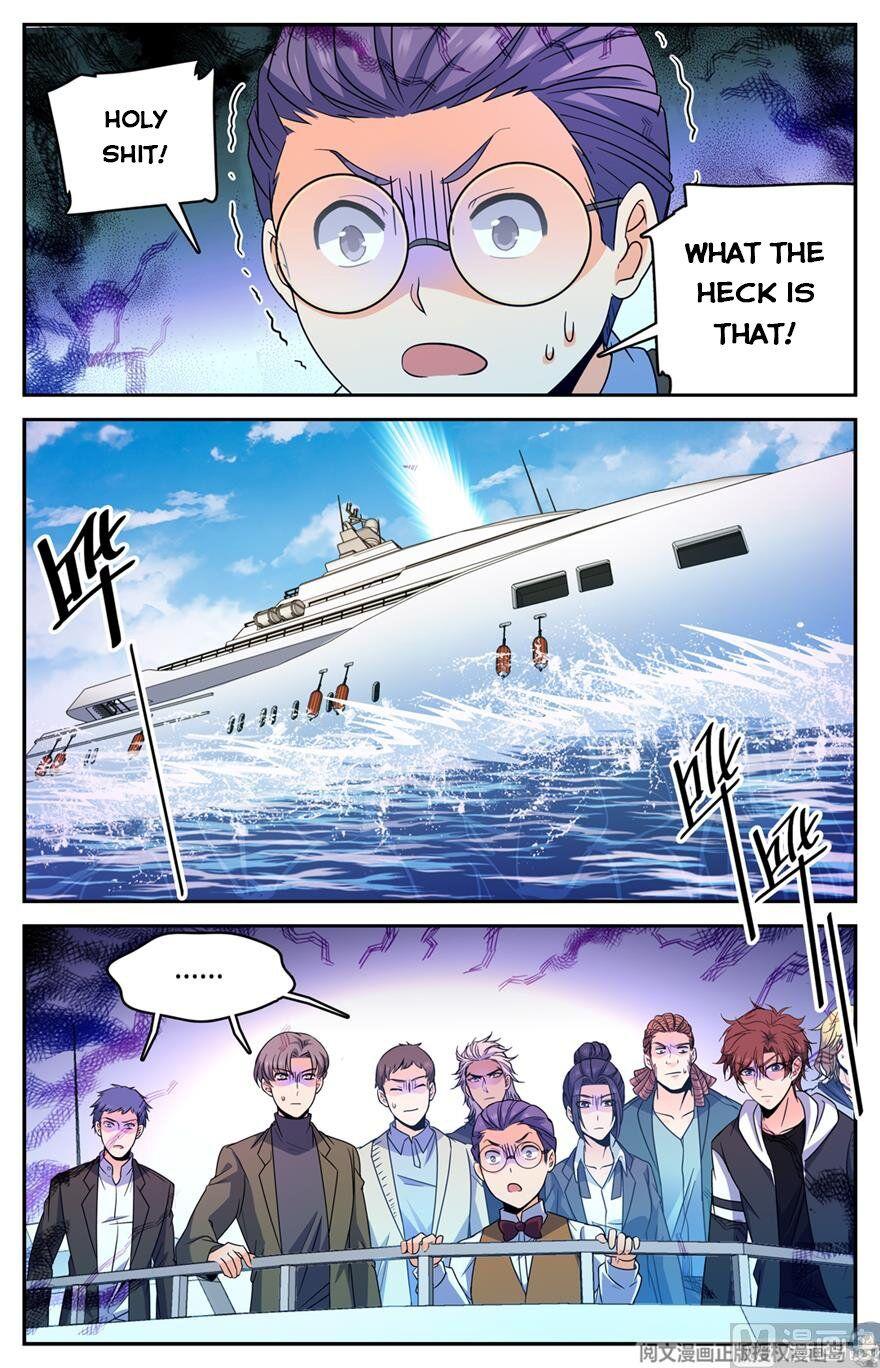 HOLY
SHIT!
WHAT THE
HECK IS
THAT!
哗
哗
哗
......
阅文漫画正版授权漫画岛